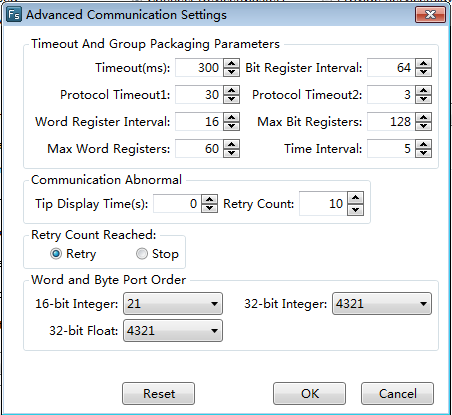 Fs Advanced Communication Settings
Timeout And Group Packaging Parameters
Timeout(ms): 300 Bit Register Interval: 64
Protocol Timeout1: 30 Protocol Timeout2: 3
Word Register Interval: 16 Max Bit Registers: 128
Max Word Registers: 60 Time Interval: 5
Communication Abnormal
Tip Display Time(s): 0 Retry Count: 10
Retry Count Reached:
Retry Stop
Word and Byte Port Order
16-bit Integer: 21 32-bit Integer: 4321
32-bit Float: 4321
Reset OK Cancel